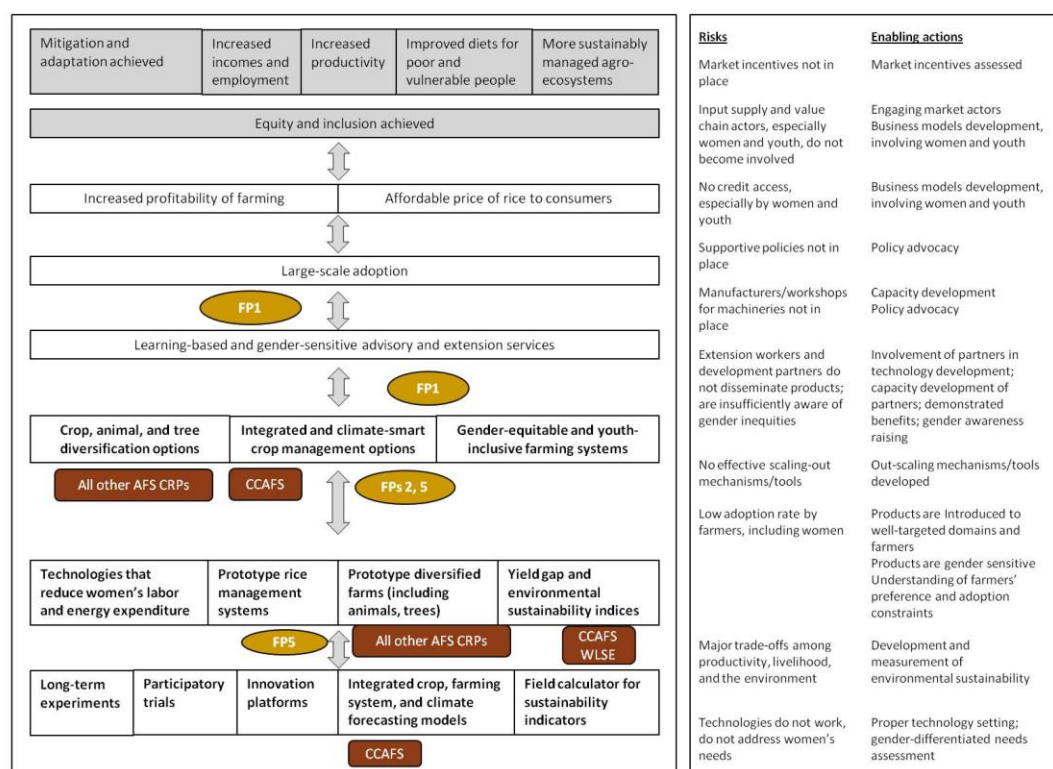 Mitigation and
adaptation achieved
Increased
incomes and
employment
Increased
productivity
Improved diets for
poor and
vulnerable people
More sustainably
managed agro-
ecosystems
Equity and inclusion achieved
Increased profitability of farming
Affordable price of rice to consumers
Large-scale adoption
FP1
Learning-based and gender-sensitive advisory and extension services
FP1
Crop, animal, and tree
diversification options
Integrated and climate-smart
crop management options
Gender-equitable and youth-
inclusive farming systems
All other AFS CRPs
CCAFS
FPs 2, 5
Technologies that
reduce women's labor
and energy expenditure
Prototype rice
management
systems
Prototype diversified
farms (including
animals, trees)
Yield gap and
environmental
sustainability indices
FP5
All other AFS CRPs
CCAFS
WLSE
Long-term
experiments
Participatory
trials
Innovation
platforms
Integrated crop, farming
system, and climate
forecasting models
Field calculator for
sustainability
indicators
CCAFS
Risks
Enabling actions
Market incentives not in
place
Market incentives assessed
Input supply and value
chain actors, especially
women and youth, do not
become involved
Engaging market actors
Business models development,
involving women and youth
No credit access,
especially by women and
youth
Business models development,
involving women and youth
Supportive policies not in
place
Policy advocacy
Manufacturers/workshops
for machineries not in
place
Capacity development
Policy advocacy
Extension workers and
development partners do
not disseminate products;
are insufficiently aware of
gender inequities
Involvement of partners in
technology development;
capacity development of
partners; demonstrated
benefits; gender awareness
raising
No effective scaling-out
mechanisms/tools
Out-scaling mechanisms/tools
developed
Low adoption rate by
farmers, including women
Products are Introduced to
well-targeted domains and
farmers
Products are gender sensitive
Understanding of farmers'
preference and adoption
constraints
Major trade-offs among
productivity, livelihood,
and the environment
Development and
measurement of
environmental sustainability
Technologies do not work,
do not address women's
needs
Proper technology setting;
gender-differentiated needs
assessment